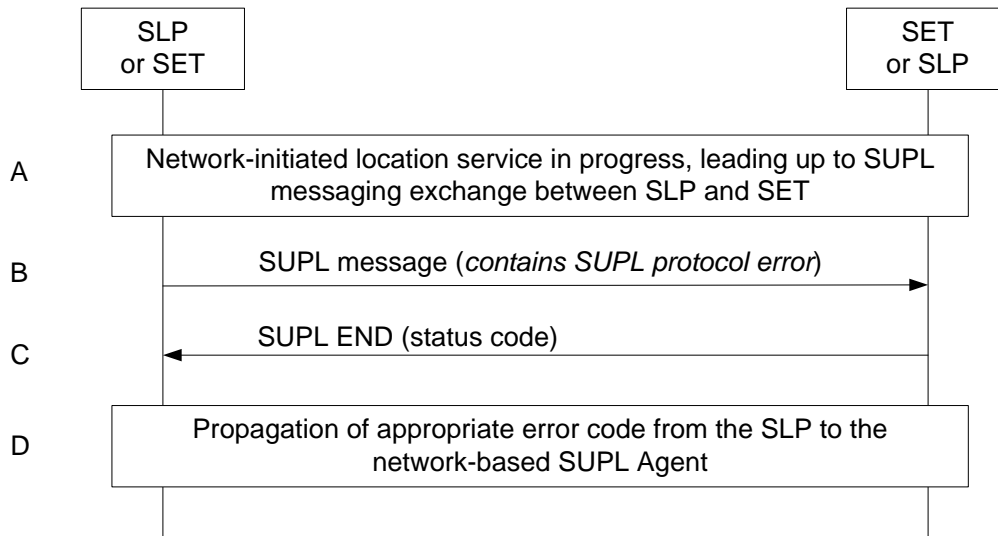 SLP
or SET
SET
or SLP
A
Network-initiated location service in progress, leading up to SUPL
messaging exchange between SLP and SET
B
SUPL message (contains SUPL protocol error)
C
SUPL END (status code)
D
Propagation of appropriate error code from the SLP to the
network-based SUPL Agent